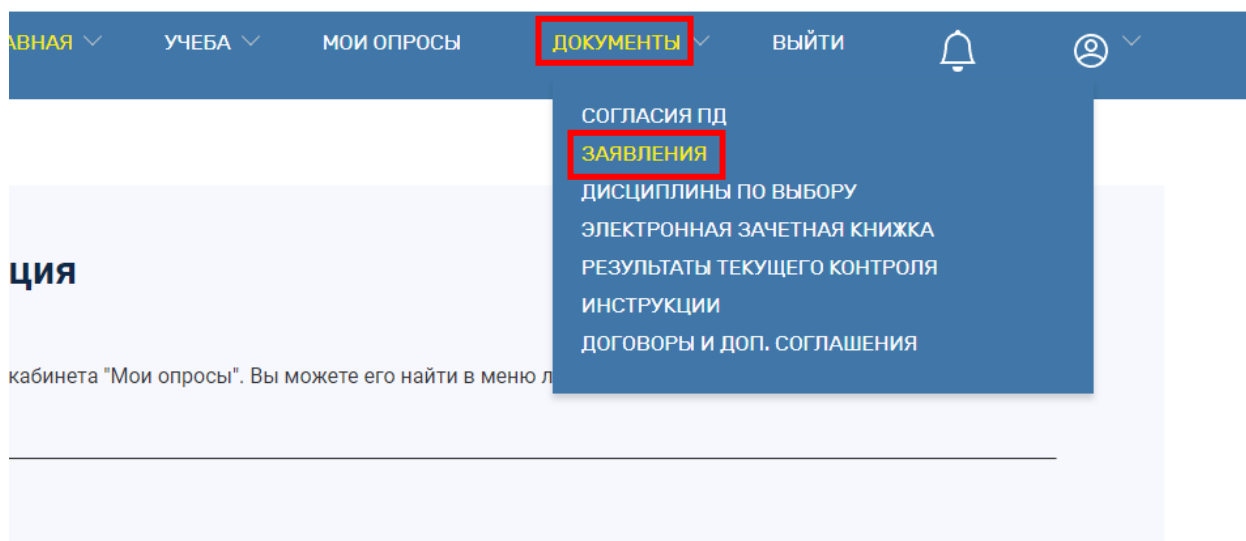 АВНАЯ УЧЕБА МОИ ОПРОСЫ ДОКУМЕНТЫ ВЫЙТИ
СОГЛАСИЯ ПД
ЗАЯВЛЕНИЯ
ДИСЦИПЛИНЫ ПО ВЫБОРУ
ЭЛЕКТРОННАЯ ЗАЧЕТНАЯ КНИЖКА
РЕЗУЛЬТАТЫ ТЕКУЩЕГО КОНТРОЛЯ
ИНСТРУКЦИИ
ДОГОВОРЫ И ДОП. СОГЛАШЕНИЯ
ция
кабинета "Мои опросы". Вы можете его найти в меню л